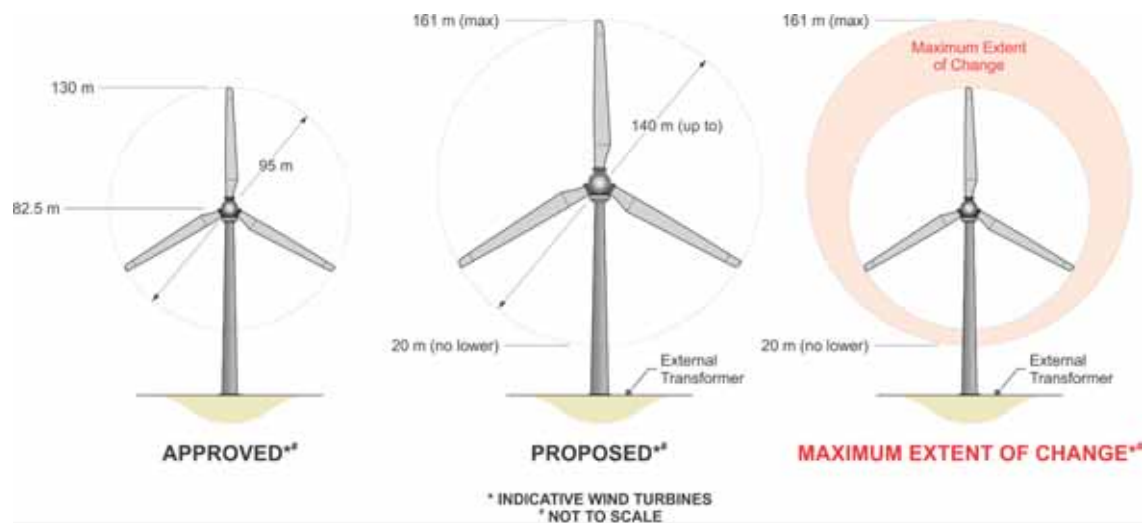 130 m
95 m
82.5 m
APPROVED*#
161 m (max)
140 m (up to)
20 m (no lower)
External
Transformer
PROPOSED*#
161 m (max)
Maximum Extent
of Change
20 m (no lower)
External
Transformer
MAXIMUM EXTENT OF CHANGE*#
* INDICATIVE WIND TURBINES
# NOT TO SCALE